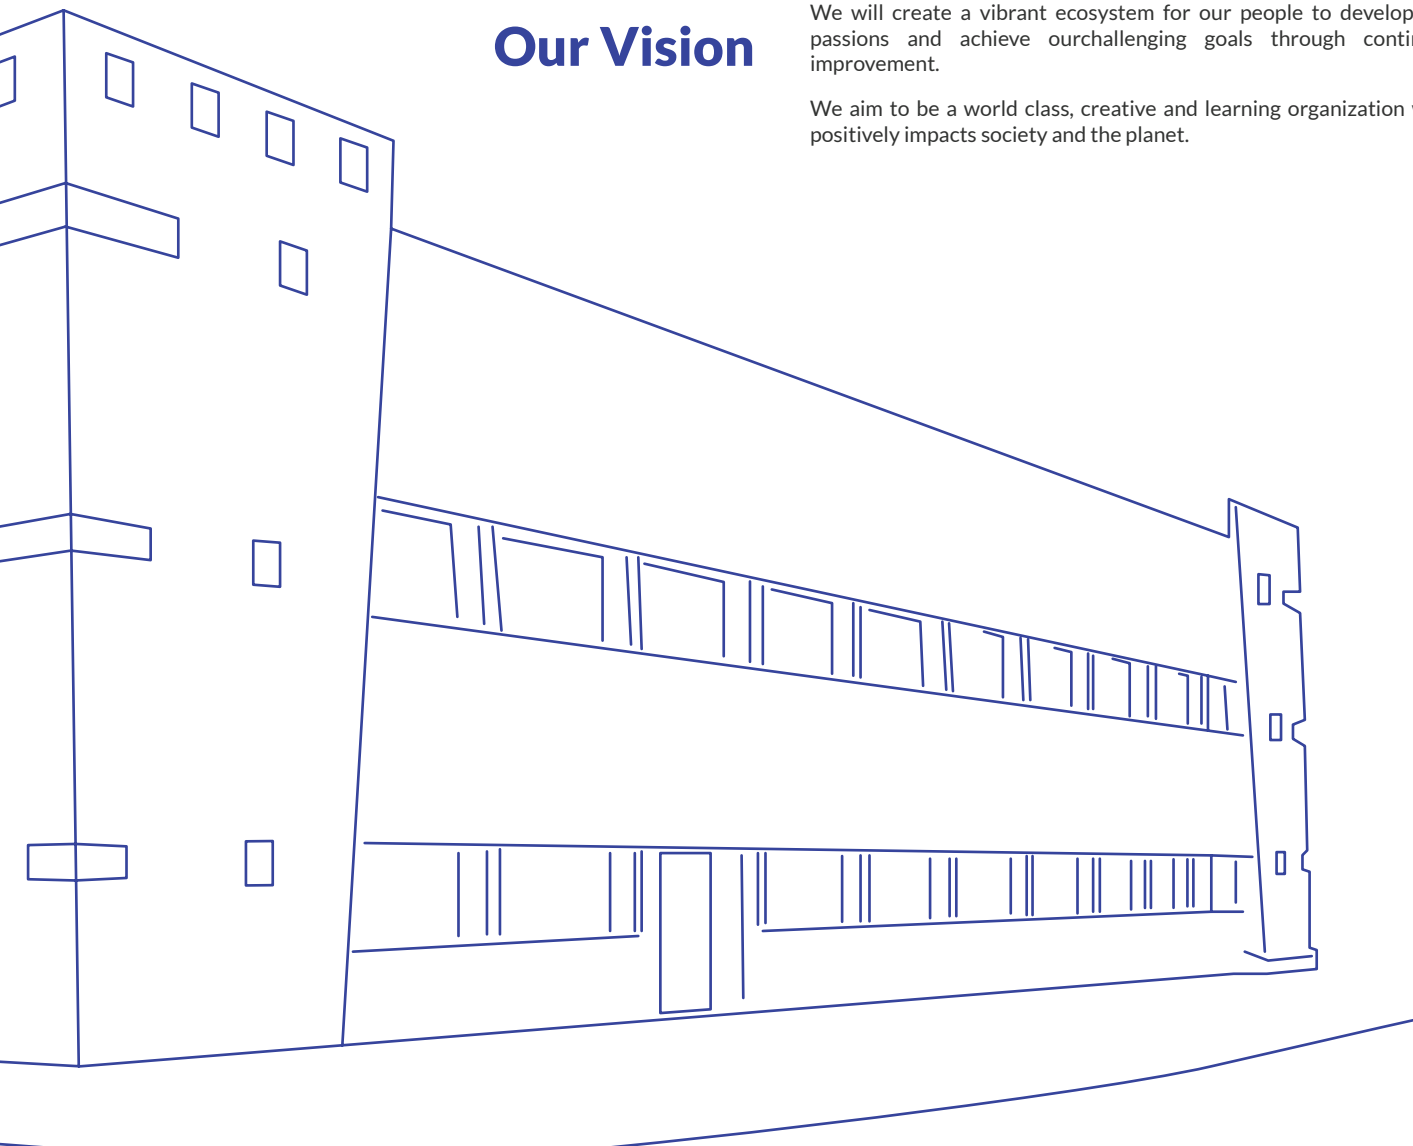 Our Vision
We will create a vibrant ecosystem for our people to develop
passions and achieve ourchallenging goals through
improvement.
We aim to be a world class, creative and learning organization
positively impacts society and the planet.